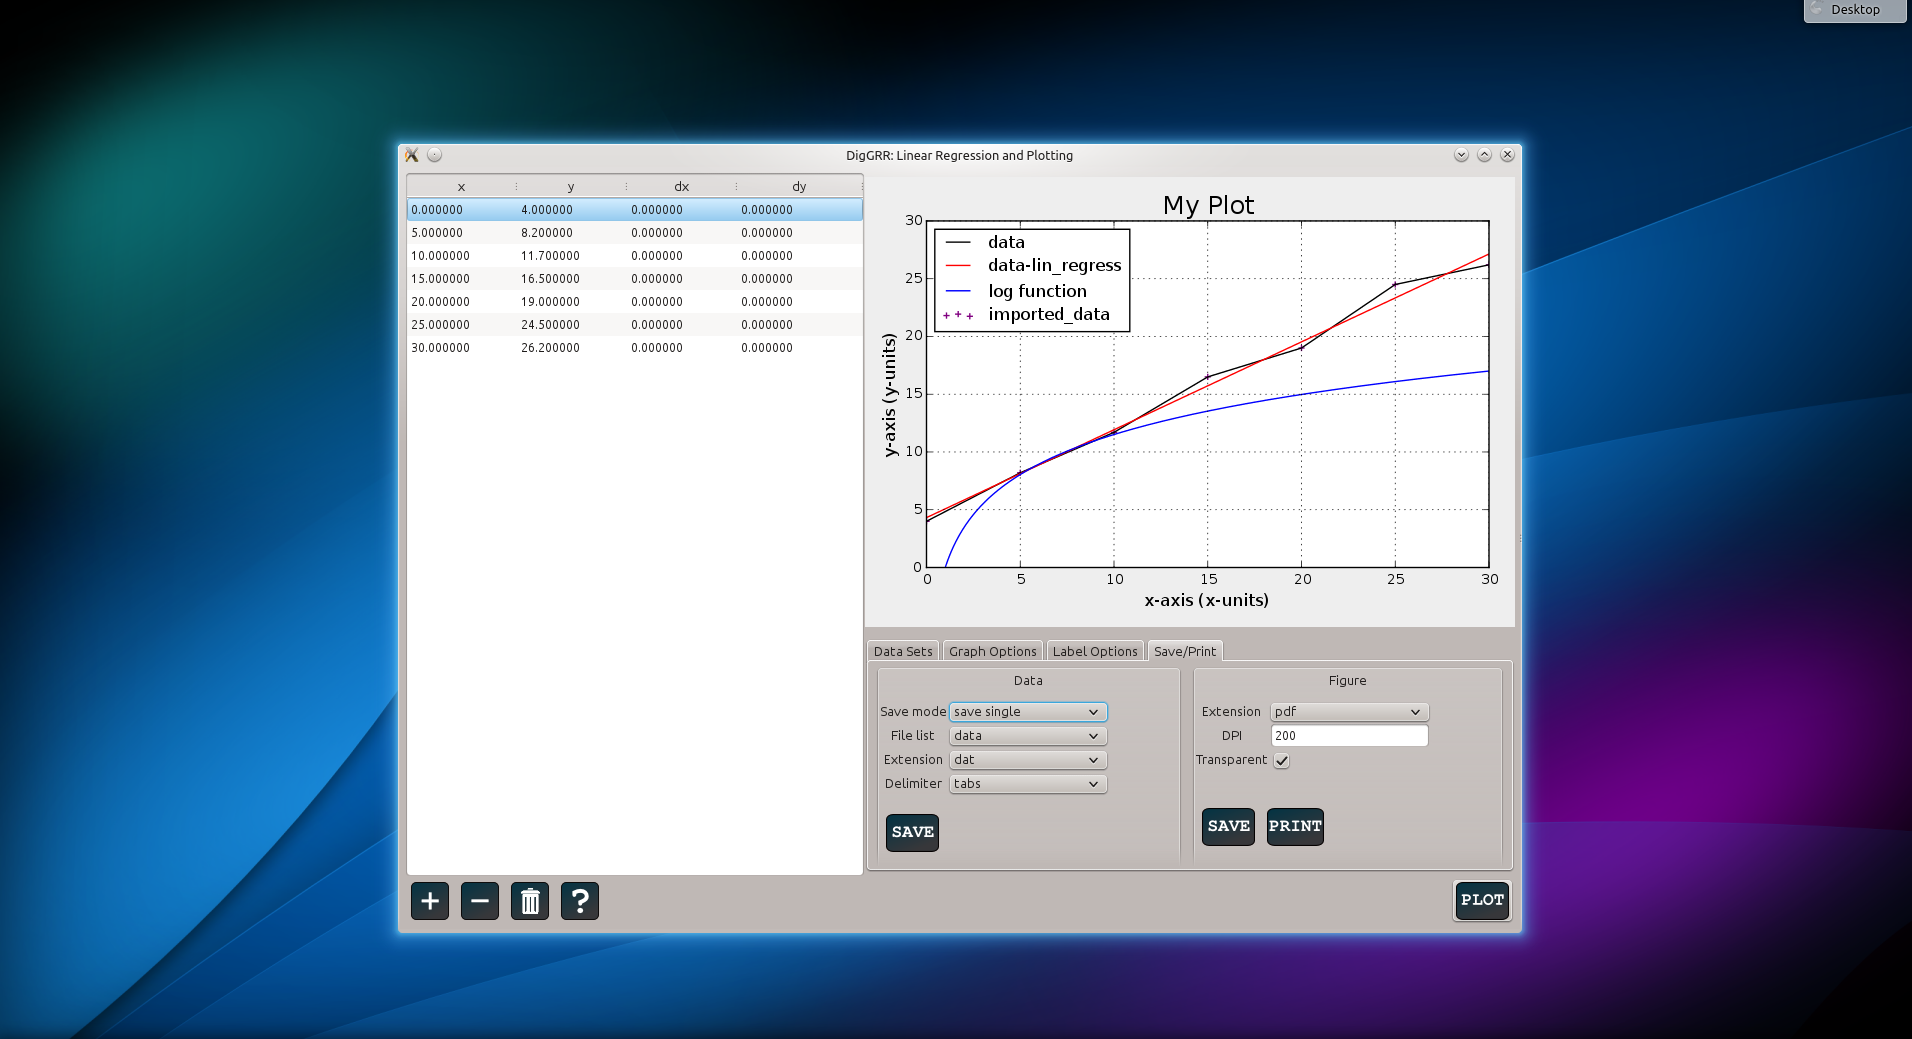 Desktop
DigGRR: Linear Regression and Plotting
x y dx dy
0.000000 4.000000 0.000000 0.000000
5.000000 8.200000 0.000000 0.000000
10.000000 11.700000 0.000000 0.000000
15.000000 16.500000 0.000000 0.000000
20.000000 19.000000 0.000000 0.000000
25.000000 24.500000 0.000000 0.000000
30.000000 26.200000 0.000000 0.000000
My Plot
30
25
20
15
10
5
0
y-axis (y-units)
data
data-lin_regress
log function
imported_data
0 5 10 15 20 25 30
x-axis (x-units)
Data Sets Graph Options Label Options Save/Print
Data
Save mode save single
File list data
Extension dat
Delimiter tabs
SAVE
Figure
Extension pdf
DPI 200
Transparent
SAVE PRINT
+ − ?
PLOT